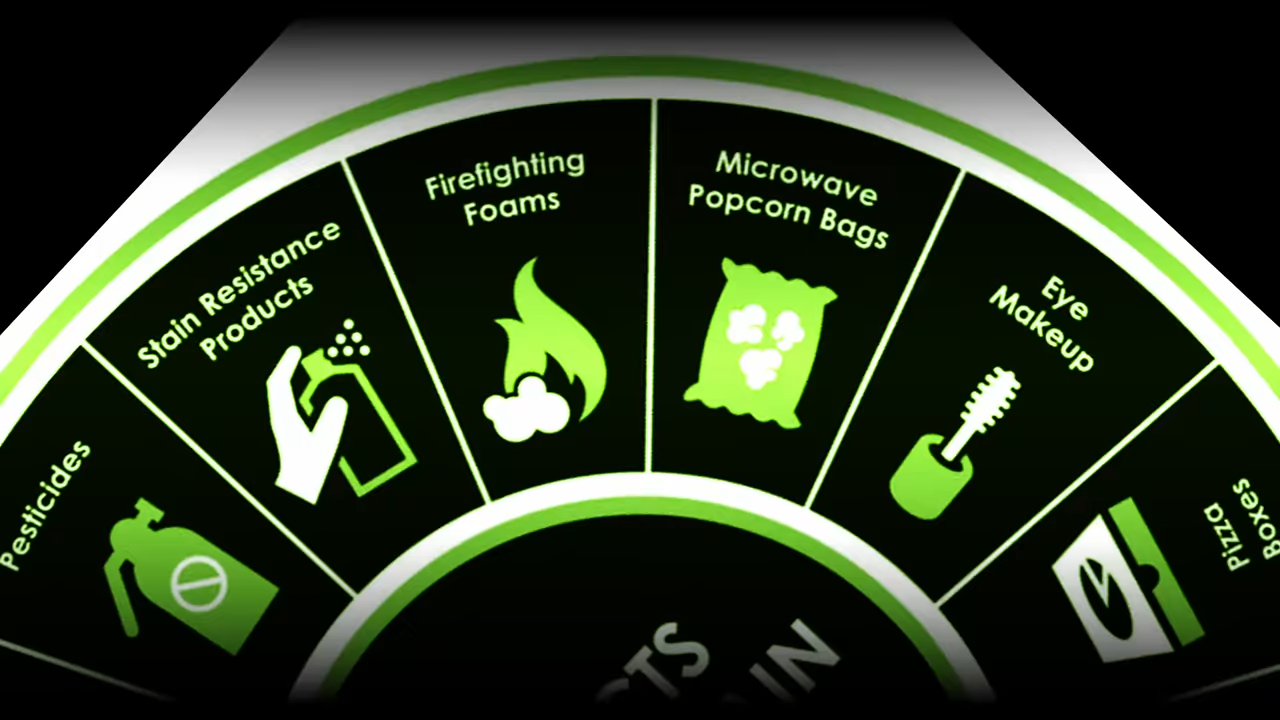 Pesticides
Stain Resistance
Products
Firefighting
Foams
Microwave
Popcorn Bags
Eye
Makeup
Pizza
Boxes